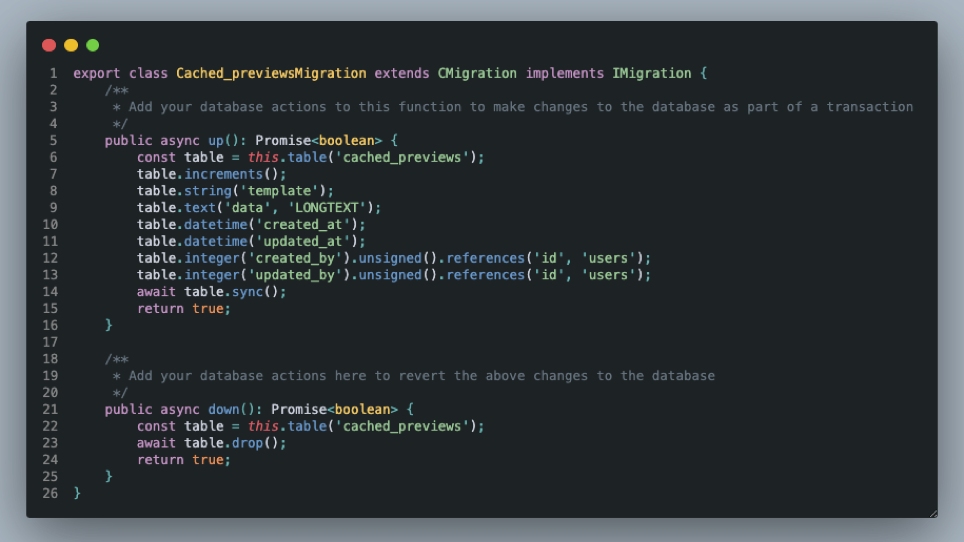 1 export class Cached_previewsMigration extends CMigration implements IMigration {
2     /**
3      * Add your database actions to this function to make changes to the database as part of a transaction
4      */
5     public async up(): Promise<boolean> {
6         const table = this.table('cached_previews');
7         table.increments();
8         table.string('template');
9         table.text('data', 'LONGTEXT');
10         table.datetime('created_at');
11         table.datetime('updated_at');
12         table.integer('created_by').unsigned().references('id', 'users');
13         table.integer('updated_by').unsigned().references('id', 'users');
14         await table.sync();
15         return true;
16     }
17
18     /**
19      * Add your database actions here to revert the above changes to the database
20      */
21     public async down(): Promise<boolean> {
22         const table = this.table('cached_previews');
23         await table.drop();
24         return true;
25     }
26 }